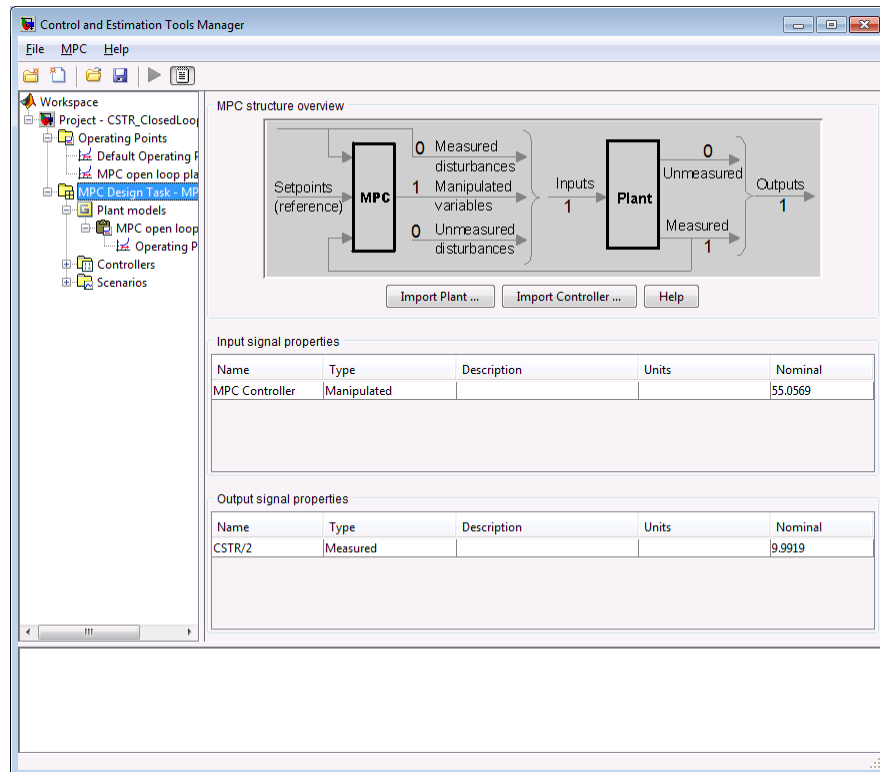 Control and Estimation Tools Manager
File MPC Help
Workspace
Project - CSTR_ClosedLoo
Operating Points
Default Operating P
MPC open loop pla
MPC Design Task - MP
Plant models
MPC open loop
Operating P
Controllers
Scenarios
MPC structure overview
Setpoints
(reference)
MPC
0 Measured
disturbances
1 Manipulated
variables
0 Unmeasured
disturbances
Inputs
1
Plant
0
Unmeasured
Measured
1
Outputs
1
Import Plant ... Import Controller ... Help
Input signal properties
Name Type Description Units Nominal
MPC Controller Manipulated 55.0569
Output signal properties
Name Type Description Units Nominal
CSTR/2 Measured 9.9919